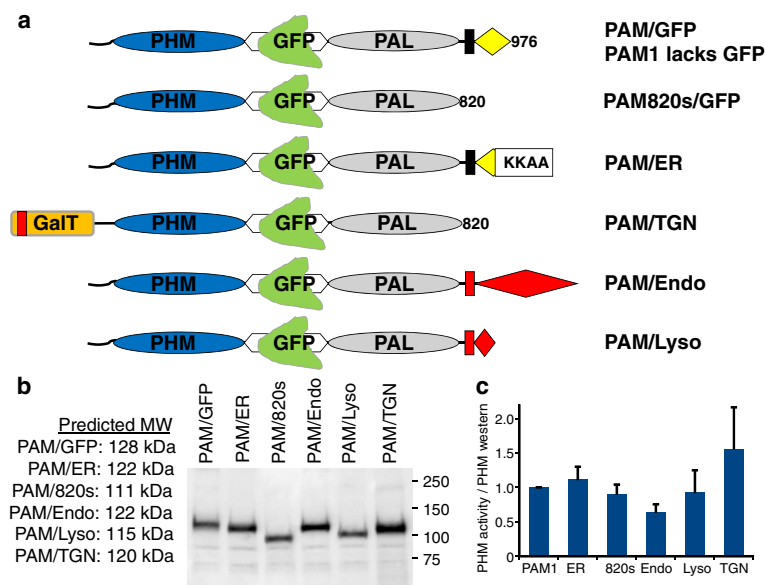 a
PHM GFP PAL 976 PAM/GFP
PAM1 lacks GFP
PHM GFP PAL 820 PAM820s/GFP
PHM GFP PAL KKAA PAM/ER
GalT PHM GFP PAL 820 PAM/TGN
PHM GFP PAL PAM/Endo
PHM GFP PAL PAM/Lyso
b
PAM/GFP
PAM/ER
PAM/820s
PAM/Endo
PAM/Lyso
PAM/TGN
Predicted MW
PAM/GFP: 128 kDa
PAM/ER: 122 kDa
PAM/820s: 111 kDa
PAM/Endo: 122 kDa
PAM/Lyso: 115 kDa
PAM/TGN: 120 kDa
250
150
100
75
c
PHM activity / PHM western
2.0
1.5
1.0
0.5
0
PAM1 ER 820s Endo Lyso TGN